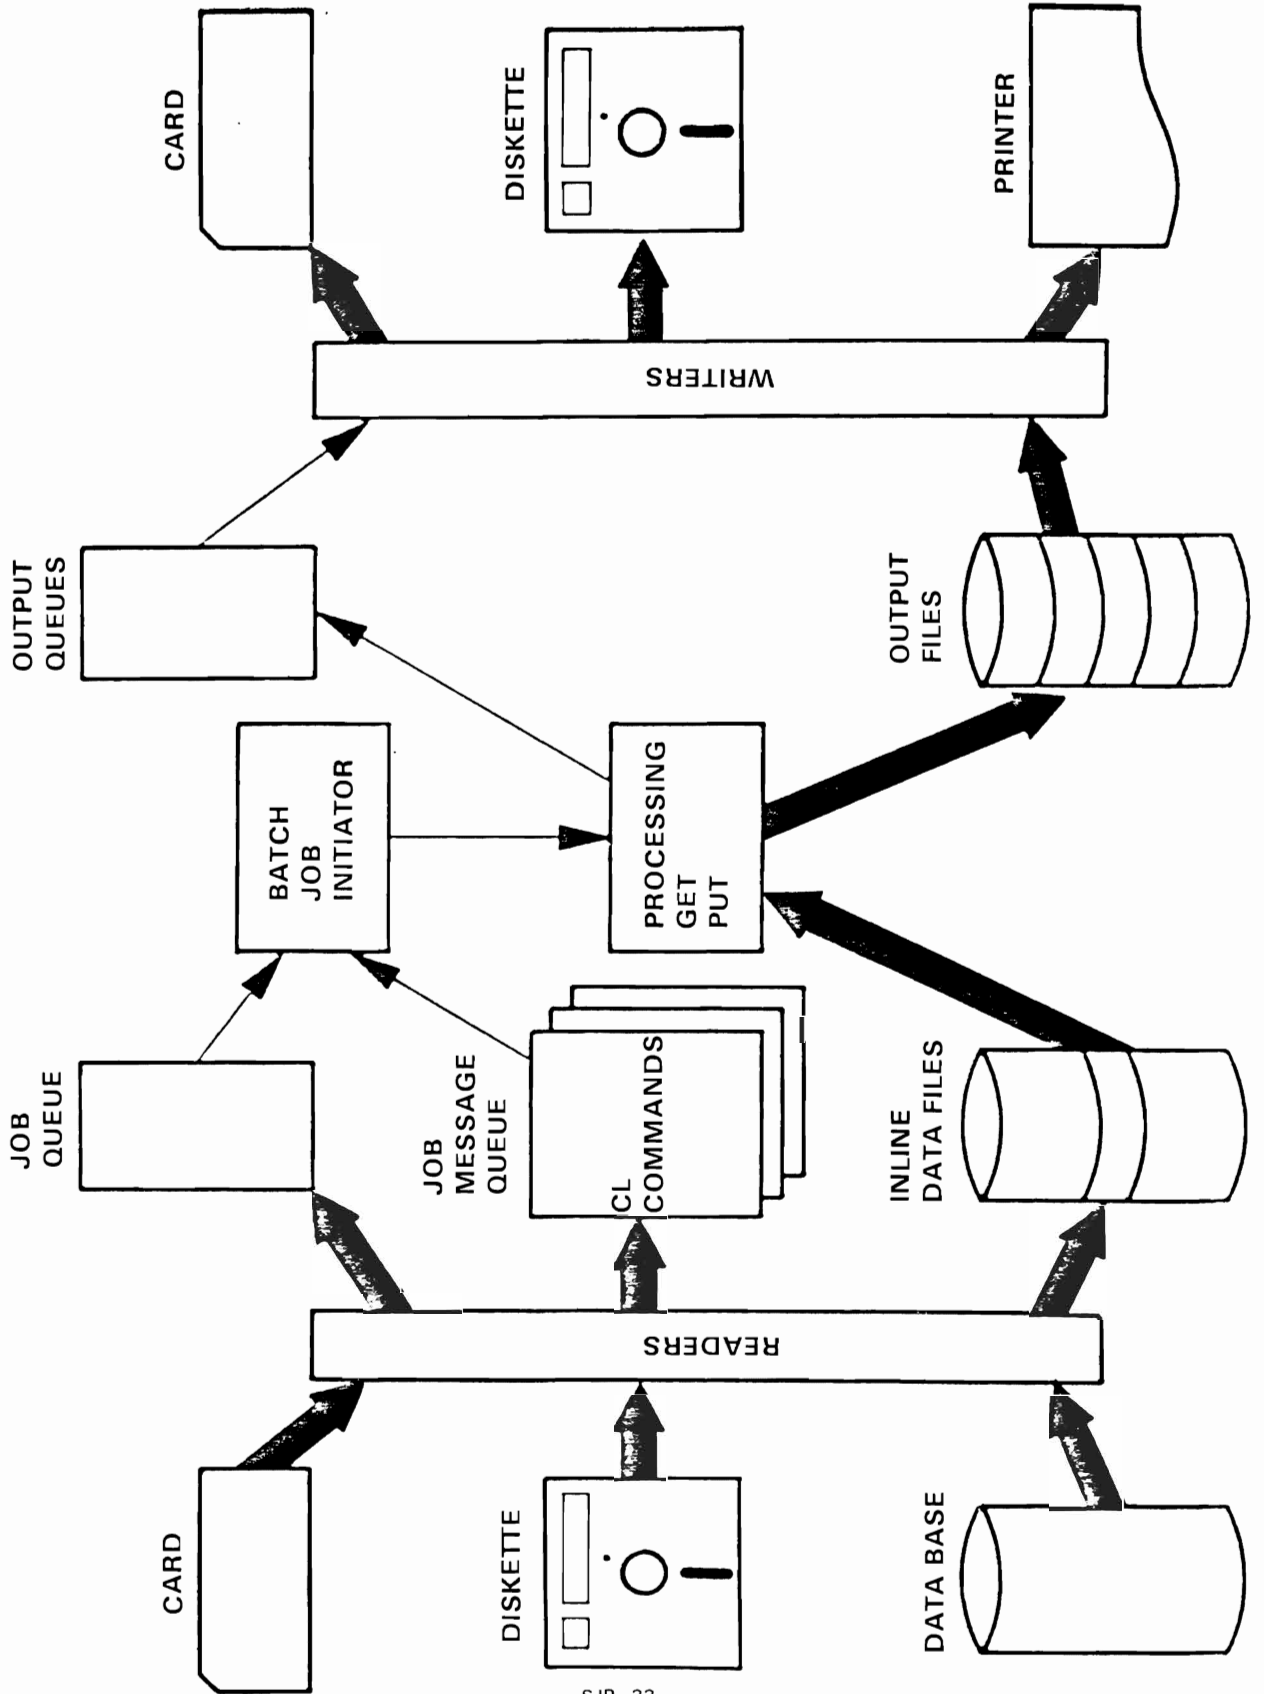 CARD
DISKETTE
DATA BASE
READERS
JOB
QUEUE
JOB
MESSAGE
QUEUE
CL
COMMANDS
INLINE
DATA FILES
BATCH
JOB
INITIATOR
PROCESSING
GET
PUT
OUTPUT
QUEUES
OUTPUT
FILES
WRITERS
CARD
DISKETTE
PRINTER